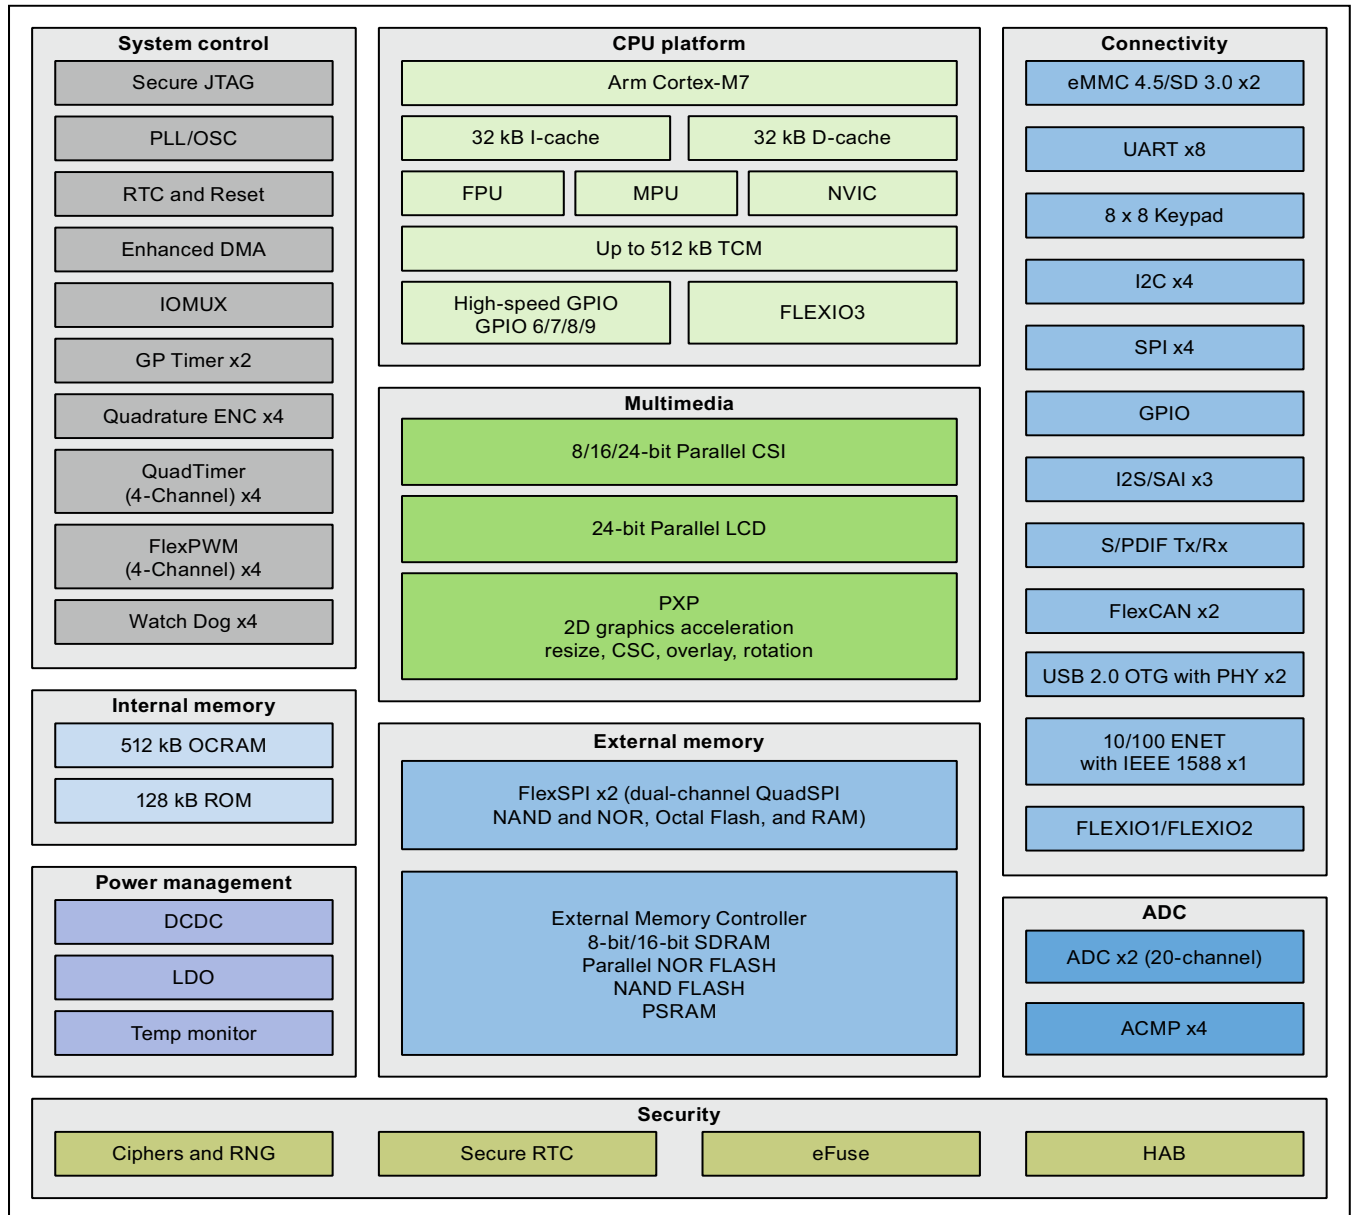 System control
Secure JTAG
PLL/OSC
RTC and Reset
Enhanced DMA
IOMUX
GP Timer x2
Quadrature ENC x4
QuadTimer
(4-Channel) x4
FlexPWM
(4-Channel) x4
Watch Dog x4
Internal memory
512 kB OCRAM
128 kB ROM
Power management
DCDC
LDO
Temp monitor
CPU platform
Arm Cortex-M7
32 kB I-cache
32 kB D-cache
FPU
MPU
NVIC
Up to 512 kB TCM
High-speed GPIO
GPIO 6/7/8/9
FLEXIO3
Multimedia
8/16/24-bit Parallel CSI
24-bit Parallel LCD
PXP
2D graphics acceleration
resize, CSC, overlay, rotation
External memory
FlexSPI x2 (dual-channel QuadSPI
NAND and NOR, Octal Flash, and RAM)
External Memory Controller
8-bit/16-bit SDRAM
Parallel NOR FLASH
NAND FLASH
PSRAM
Connectivity
eMMC 4.5/SD 3.0 x2
UART x8
8 x 8 Keypad
I2C x4
SPI x4
GPIO
I2S/SAI x3
S/PDIF Tx/Rx
FlexCAN x2
USB 2.0 OTG with PHY x2
10/100 ENET
with IEEE 1588 x1
FLEXIO1/FLEXIO2
ADC
ADC x2 (20-channel)
ACMP x4
Security
Ciphers and RNG
Secure RTC
eFuse
HAB